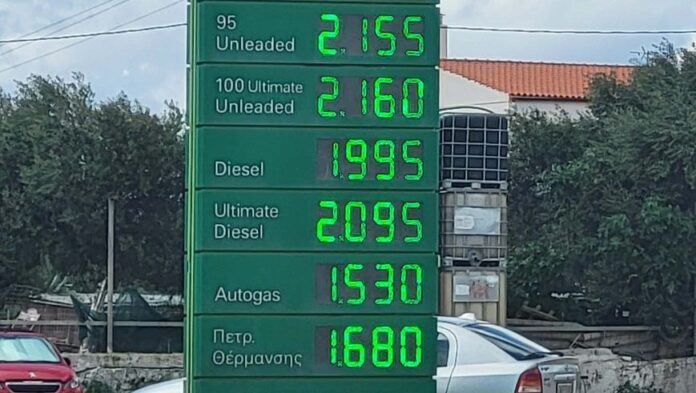 95
Unleaded 2.155
100 Ultimate
Unleaded 2.160
Diesel 1.995
Ultimate
Diesel 2.095
Autogas 1.530
Πετρ.
Θέρμανσης 1.680